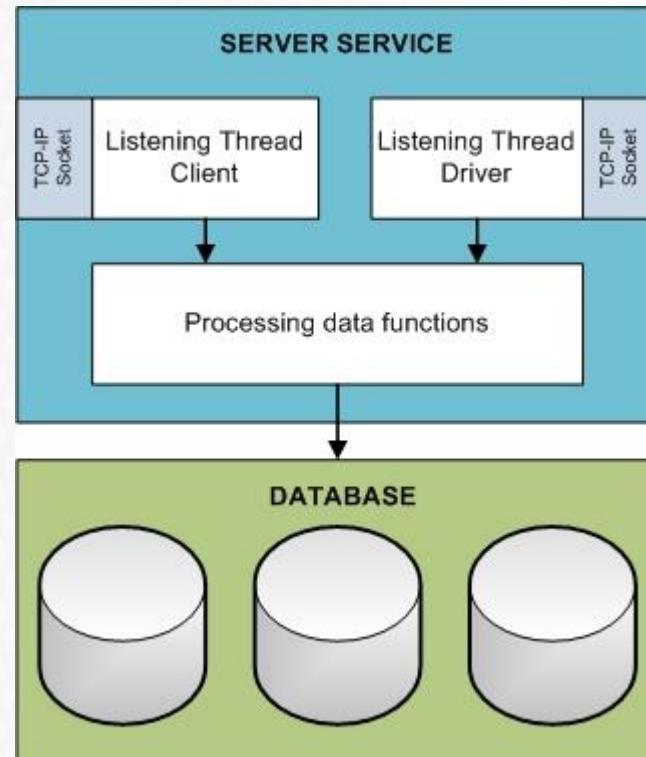 SERVER SERVICE
TCP-IP
Socket
Listening Thread
Client
Listening Thread
Driver
TCP-IP
Socket
Processing data functions
DATABASE